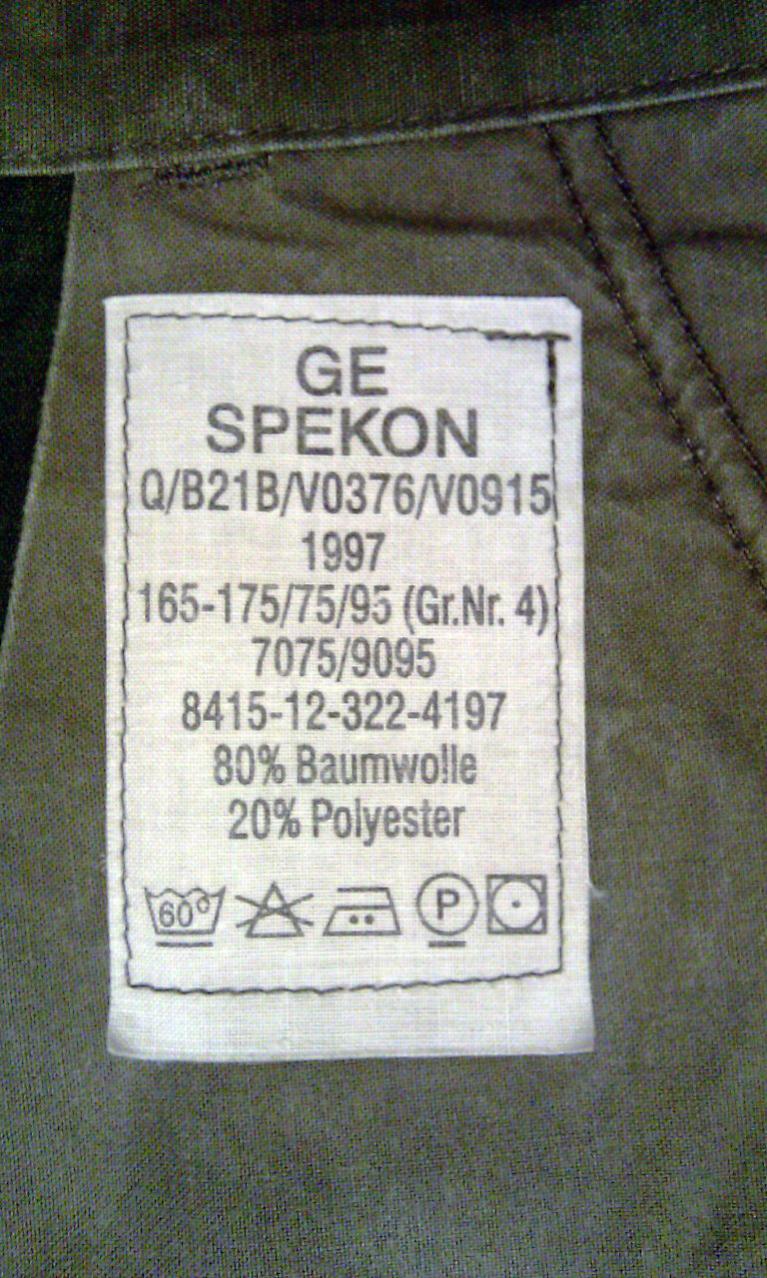 GE
SPEKON
Q/B21B/V0376/V0915
1997
165-175/75/95 (Gr.Nr. 4)
7075/9095
8415-12-322-4197
80% Baumwolle
20% Polyester
60° P